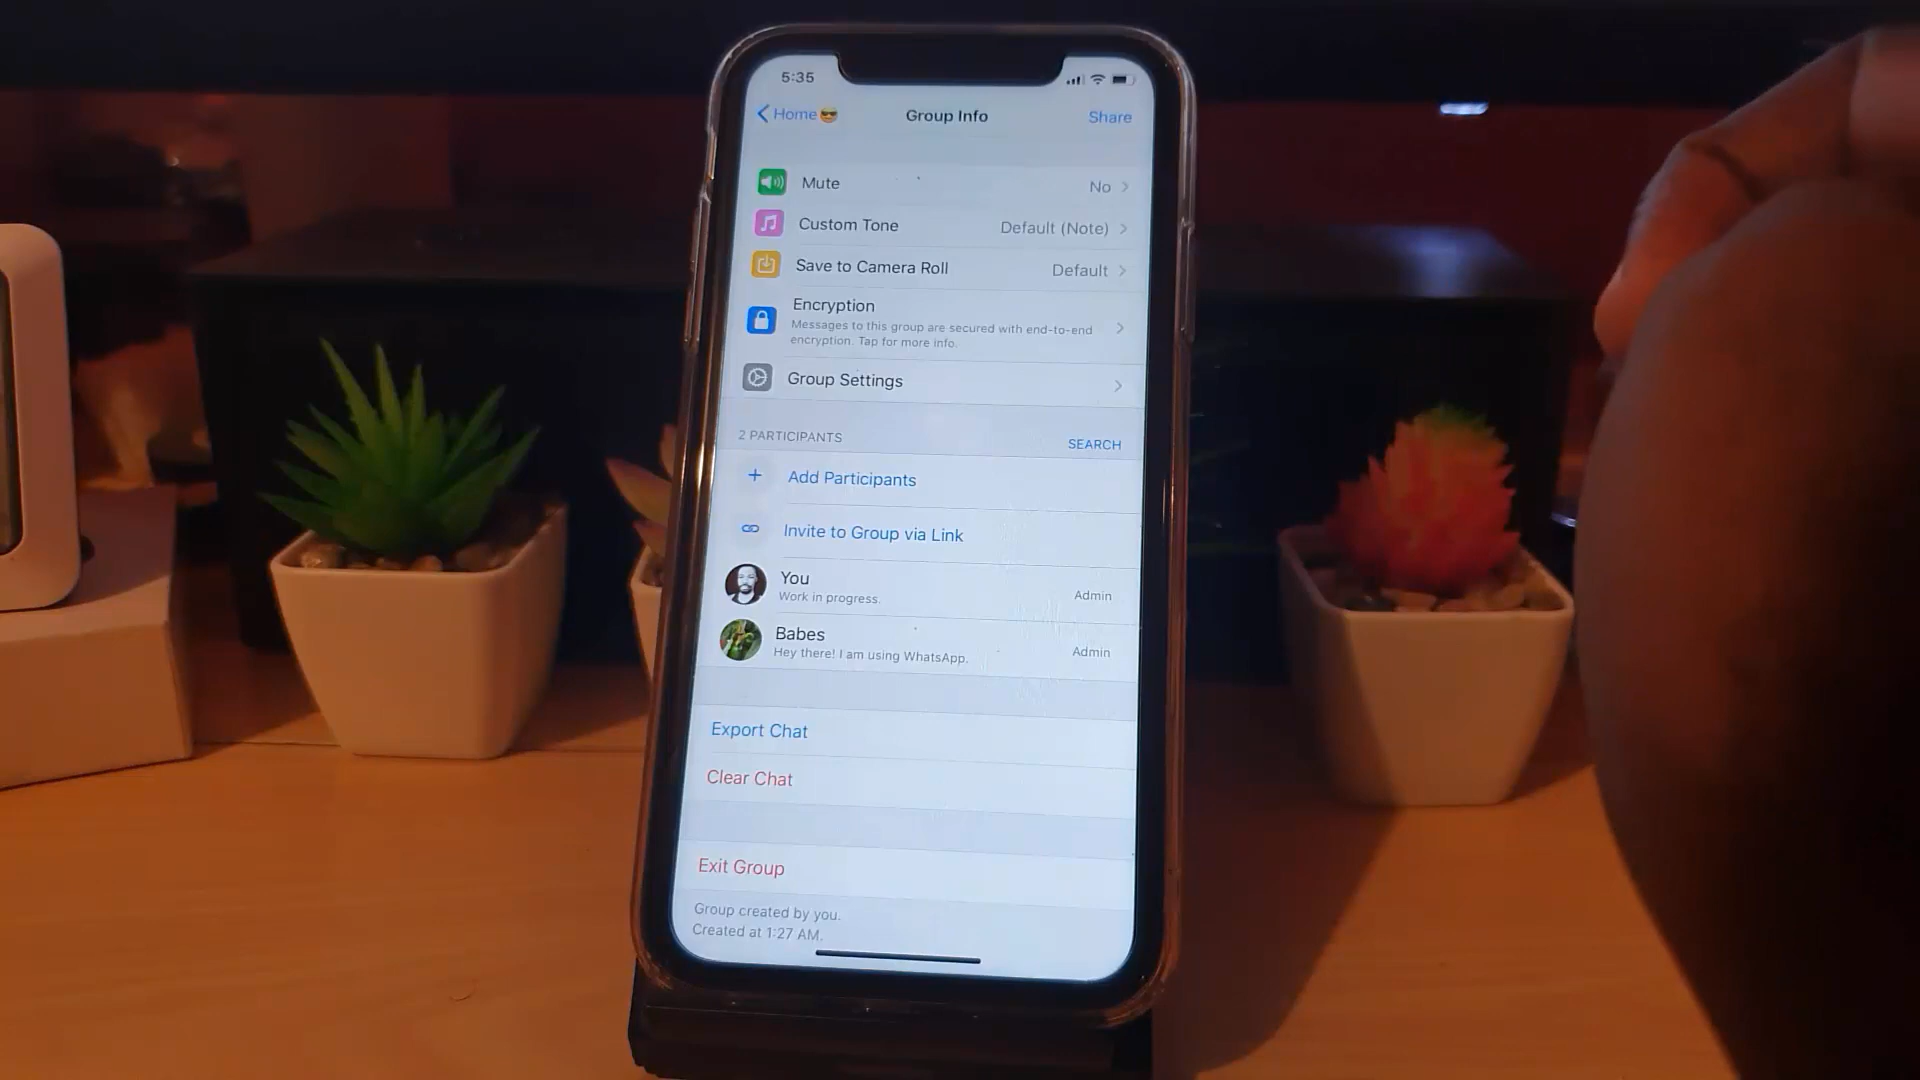 5:35
Home😎 Group Info Share
Mute No
Custom Tone Default (Note)
Save to Camera Roll Default
Encryption
Messages to this group are secured with end-to-end
encryption. Tap for more info.
Group Settings
2 PARTICIPANTS SEARCH
Add Participants
Invite to Group via Link
You
Work in progress. Admin
Babes
Hey there! I am using WhatsApp. Admin
Export Chat
Clear Chat
Exit Group
Group created by you.
Created at 1:27 AM.